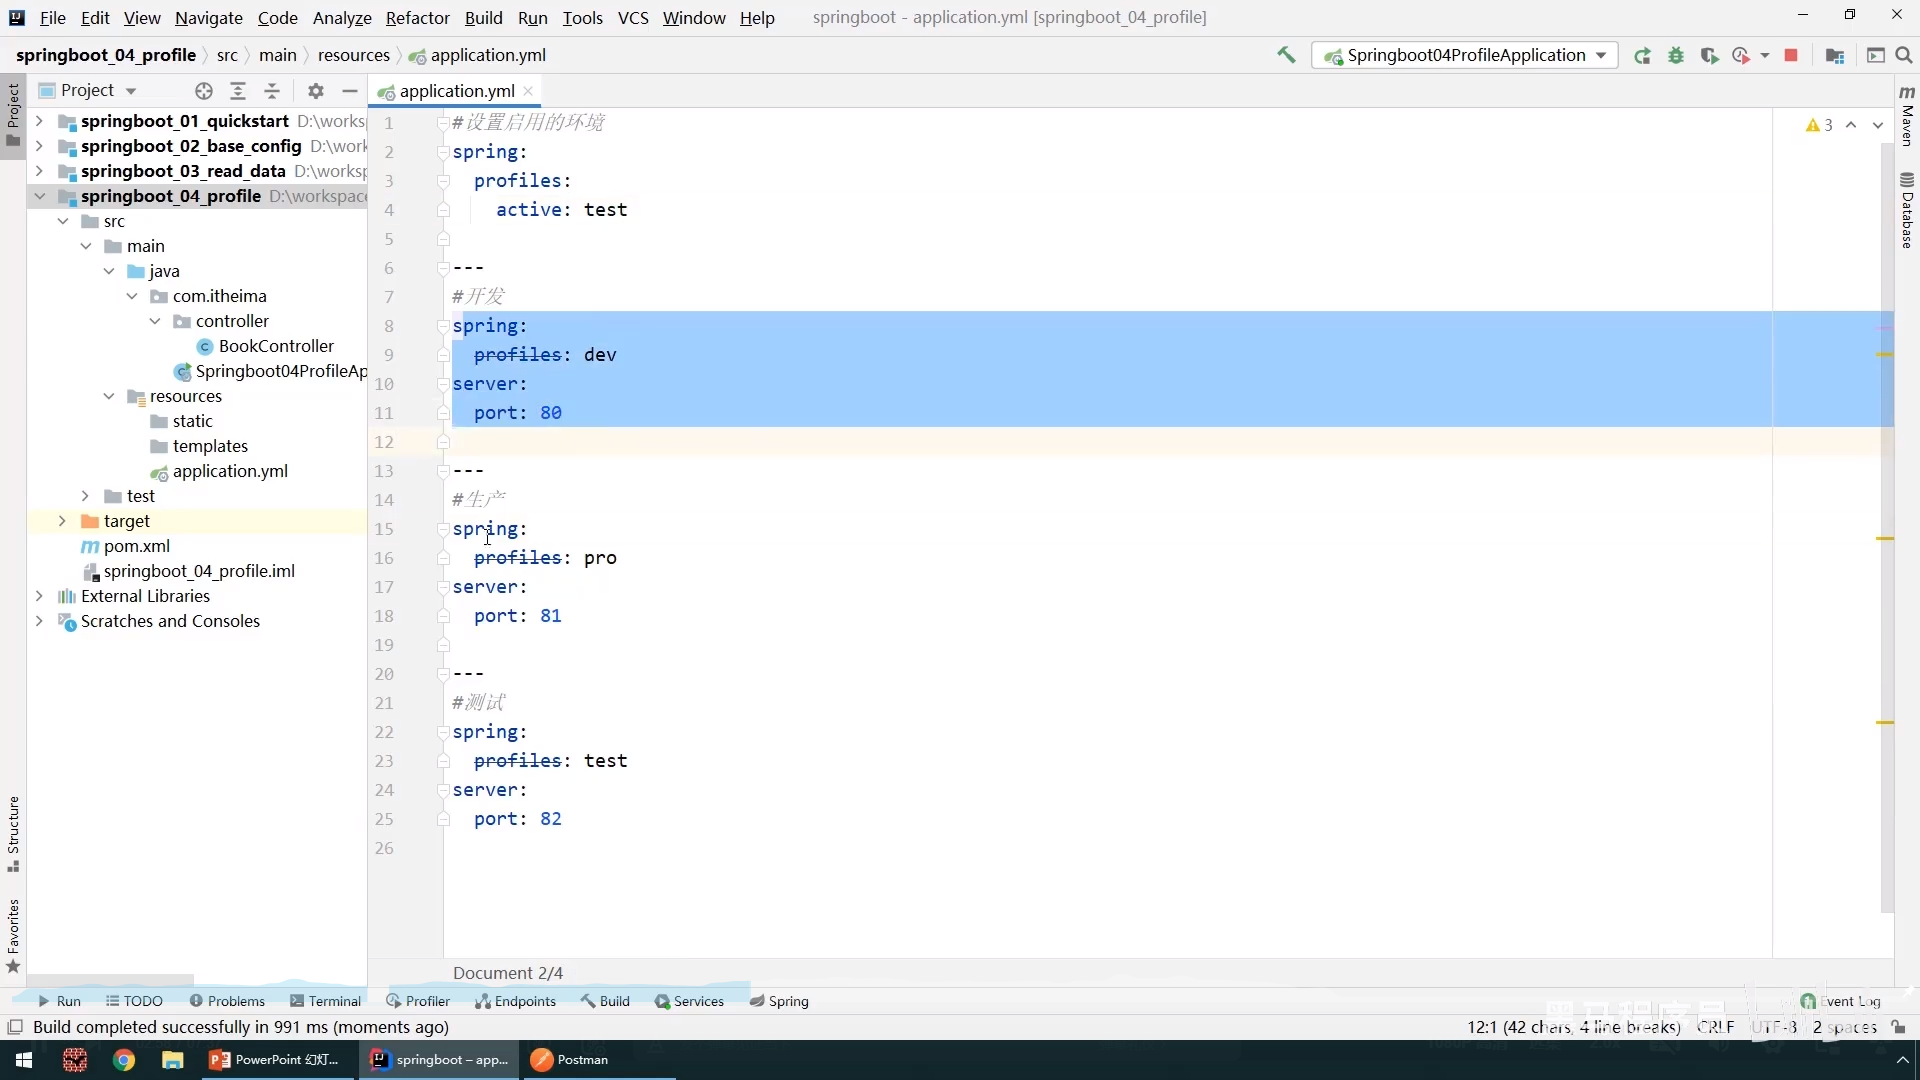 File Edit View Navigate Code Analyze Refactor Build Run Tools VCS Window Help springboot - application.yml [springboot_04_profile]
springboot_04_profile src main resources application.yml Springboot04ProfileApplication
Project application.yml
springboot_01_quickstart D:\works
springboot_02_base_config D:\work
springboot_03_read_data D:\works
springboot_04_profile D:\workspace
src
main
java
com.itheima
controller
BookController
Springboot04ProfileAp
resources
static
templates
application.yml
test
target
pom.xml
springboot_04_profile.iml
External Libraries
Scratches and Consoles
Project
Structure
Favorites
1 #设置启用的环境
2 spring:
3 profiles:
4 active: test
5
6 ---
7 #开发
8 spring:
9 profiles: dev
10 server:
11 port: 80
12
13 ---
14 #生产
15 spring:
16 profiles: pro
17 server:
18 port: 81
19
20 ---
21 #测试
22 spring:
23 profiles: test
24 server:
25 port: 82
26
3
Maven
Database
Document 2/4
Run TODO Problems Terminal Profiler Endpoints Build Services Spring Event Log
黑马程序员
Build completed successfully in 991 ms (moments ago) 12:1 (42 chars, 4 line breaks) CRLF UTF-8 2 spaces
PowerPoint 幻灯... springboot – app... Postman